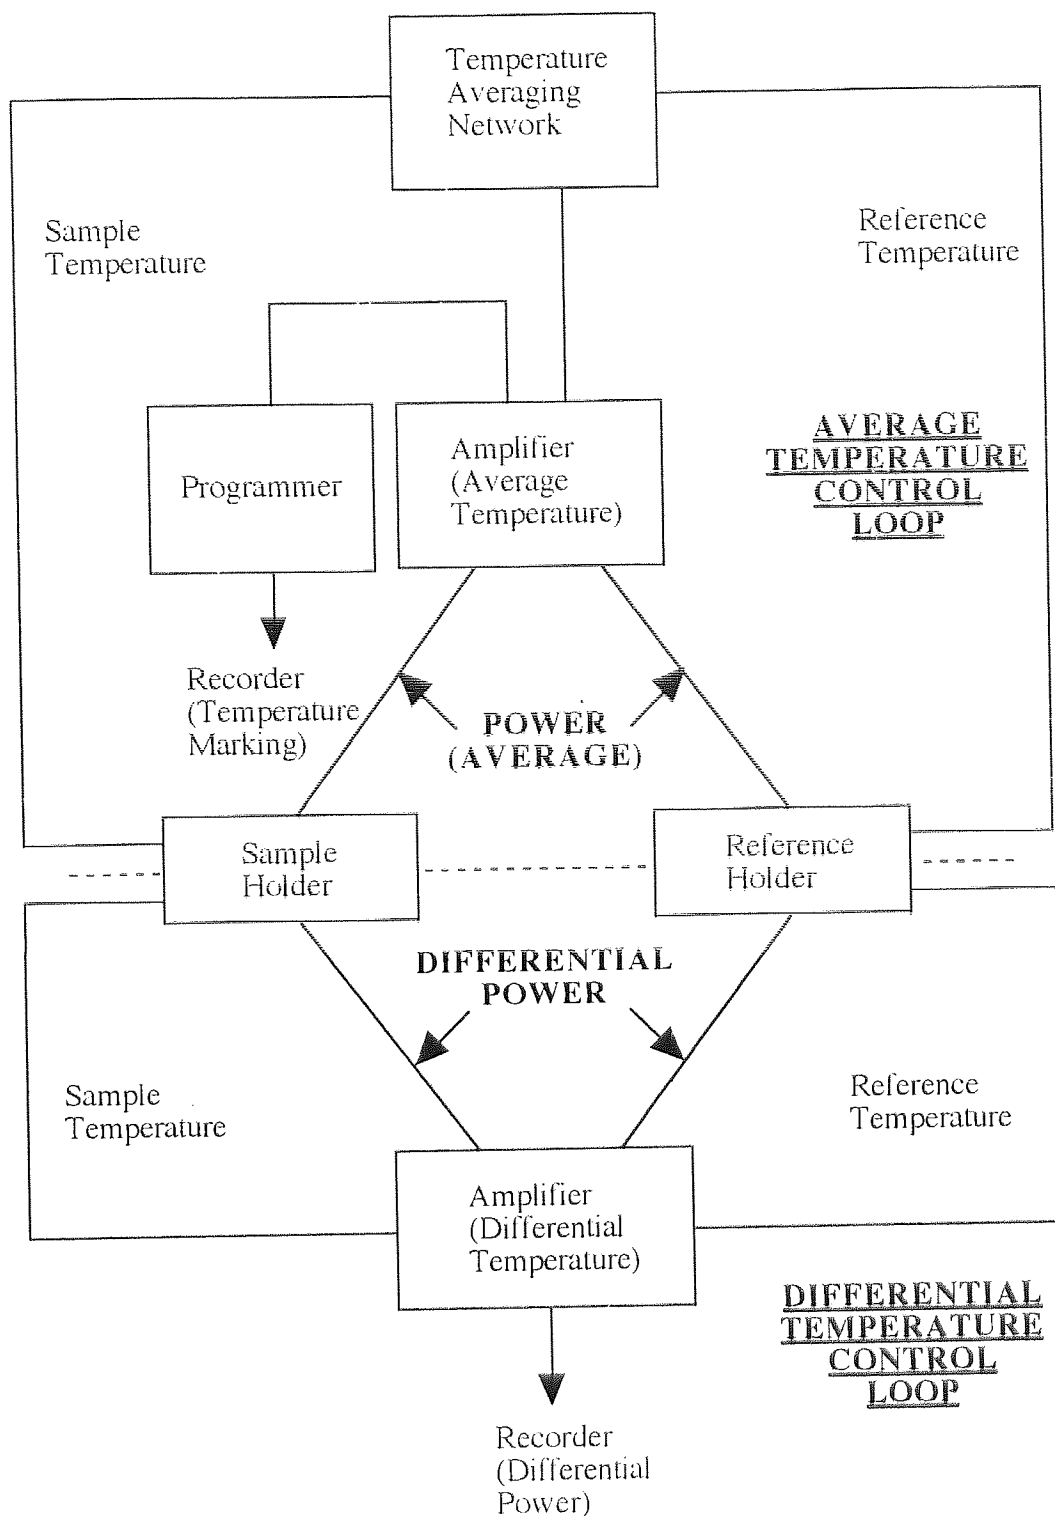 Temperature
Averaging
Network
Sample
Temperature
Reference
Temperature
Programmer
Amplifier
(Average
Temperature)
AVERAGE
TEMPERATURE
CONTROL
LOOP
Recorder
(Temperature
Marking)
POWER
(AVERAGE)
Sample
Holder
Reference
Holder
DIFFERENTIAL
POWER
Sample
Temperature
Reference
Temperature
Amplifier
(Differential
Temperature)
DIFFERENTIAL
TEMPERATURE
CONTROL
LOOP
Recorder
(Differential
Power)